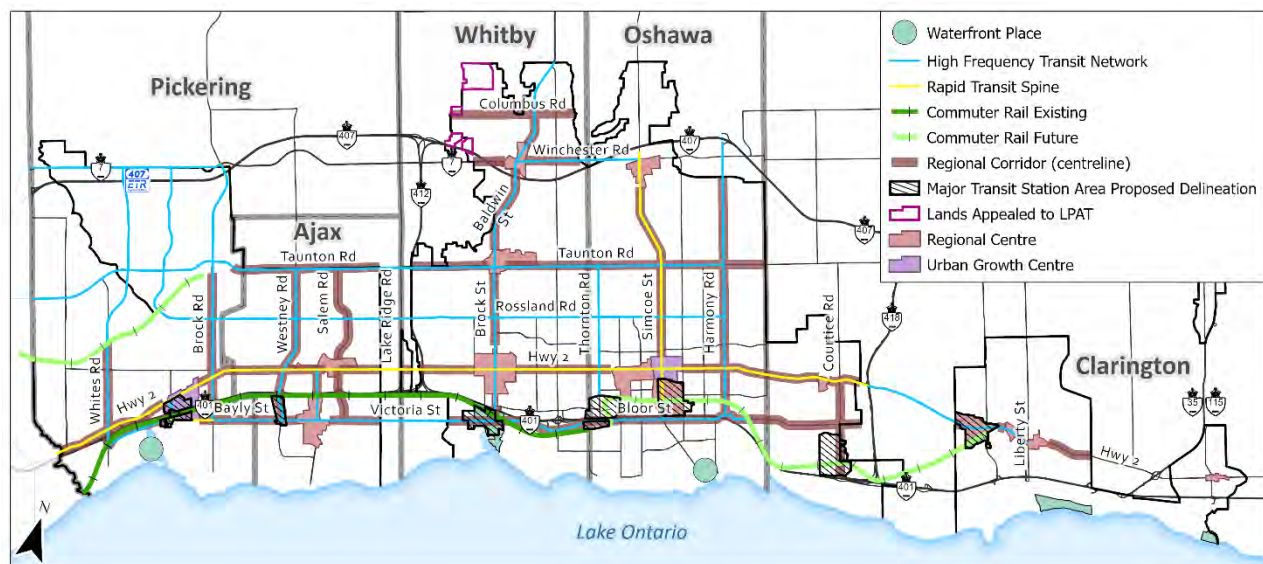 Whitby
Oshawa
Pickering
Ajax
Clarington
Waterfront Place
High Frequency Transit Network
Rapid Transit Spine
Commuter Rail Existing
Commuter Rail Future
Regional Corridor (centreline)
Major Transit Station Area Proposed Delineation
Lands Appealed to LPAT
Regional Centre
Urban Growth Centre
Columbus Rd
407
407
7
7
Winchester Rd
407
ETR
412
Baldwin
St
407
Taunton Rd
Taunton Rd
Whites Rd
Brock Rd
Westney Rd
Salem Rd
Lake Ridge Rd
Brock St
Rossland Rd
Thornton Rd
Simcoe St
Harmony Rd
Courtice Rd
418
Hwy 2
Hwy 2
401
Bayly St
Victoria St
401
Bloor St
Liberty St
Hwy 2
35
115
401
N
Lake Ontario